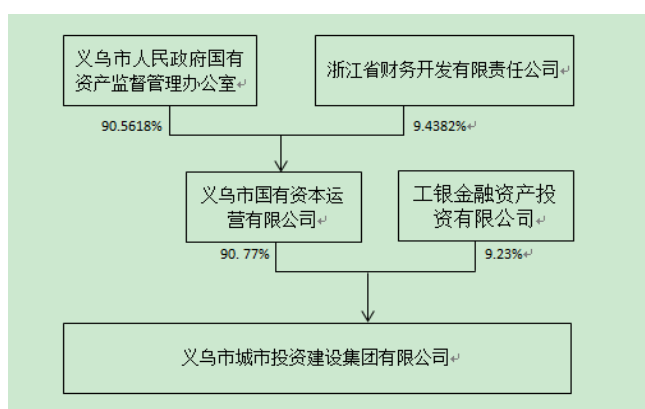 义乌市人民政府国有
资产监督管理办公室
浙江省财务开发有限责任公司
90.5618%
9.4382%
义乌市国有资本运
营有限公司
工银金融资产投
资有限公司
90.77%
9.23%
义乌市城市投资建设集团有限公司